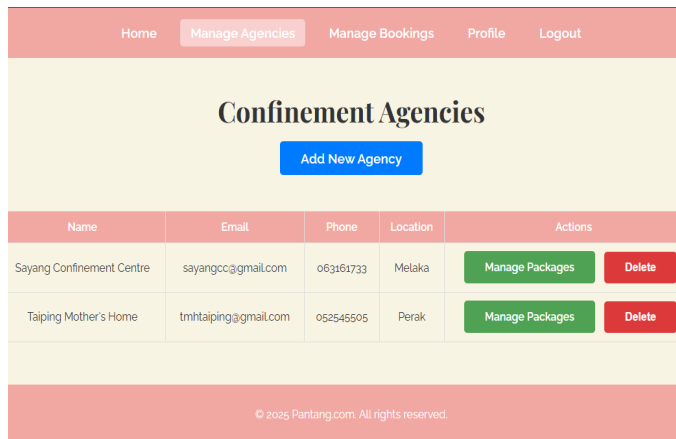 Home Manage Agencies Manage Bookings Profile Logout
Confinement Agencies
Add New Agency
Name Email Phone Location Actions
Sayang Confinement Centre sayangcc@gmail.com 063161733 Melaka Manage Packages Delete
Taiping Mother's Home tmhtaiping@gmail.com 052545505 Perak Manage Packages Delete
© 2025 Pantang.com. All rights reserved.